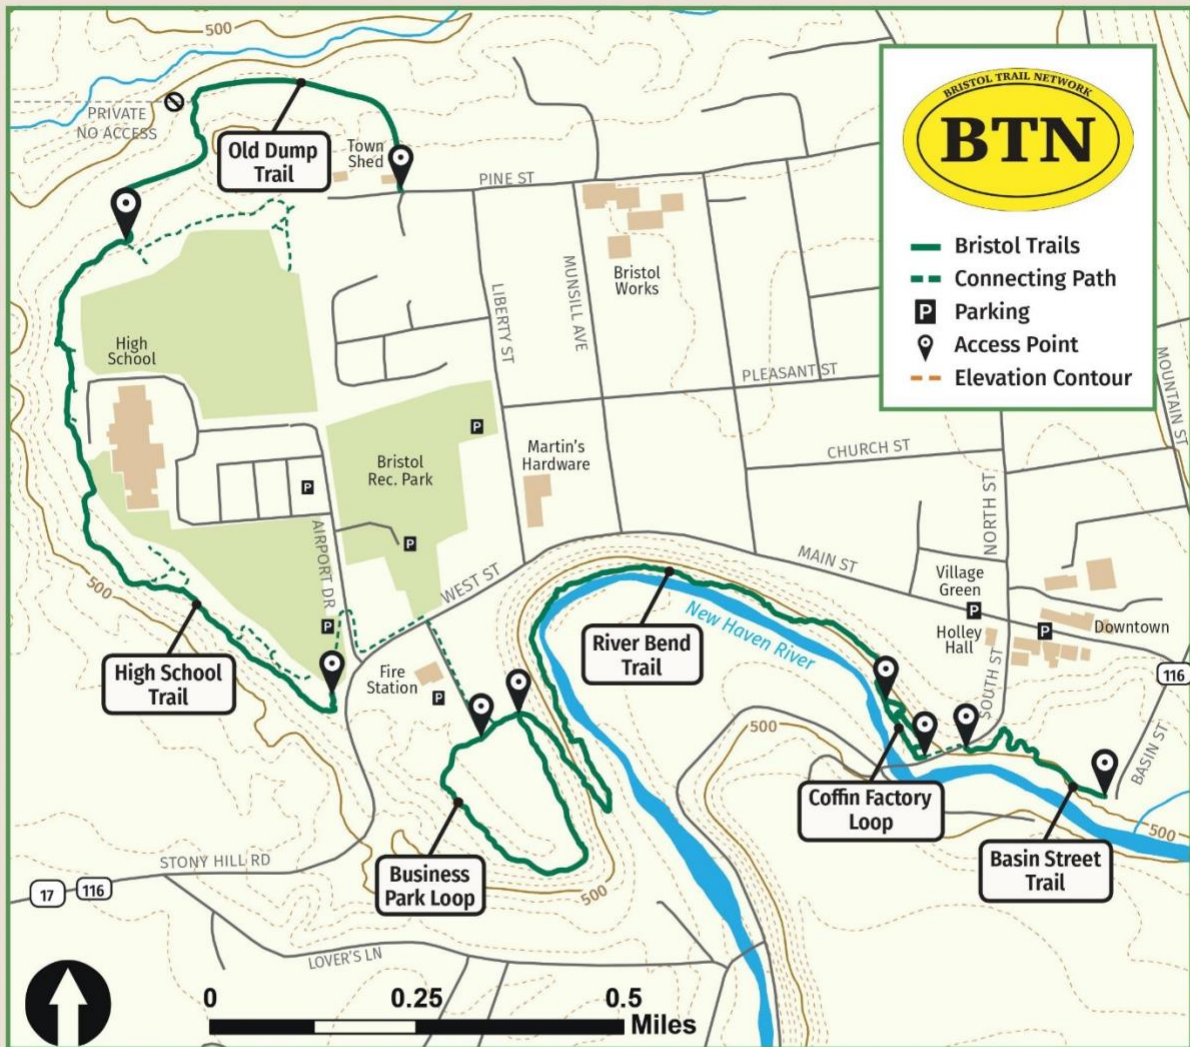 500
PRIVATE
NO ACCESS
Old Dump
Trail
Town
Shed
PINE ST
BRISTOL TRAIL NETWORK
BTN
Bristol Trails
Connecting Path
P
Parking
Access Point
Elevation Contour
MUNSILL AVE
LIBERTY ST
Bristol
Works
High
School
PLEASANT ST
MOUNTAIN ST
P
Martin's
Hardware
Bristol
Rec. Park
CHURCH ST
P
NORTH ST
AIRPORT DR
P
WEST ST
MAIN ST
500
Village
Green
P
New Haven River
P
Holley
Hall
P
Downtown
River Bend
Trail
High School
Trail
Fire
Station
P
SOUTH ST
116
500
BASIN ST
Coffin Factory
Loop
500
Basin Street
Trail
Business
Park Loop
STONY HILL RD
17
116
500
LOVER'S LN
0
0.25
0.5
Miles